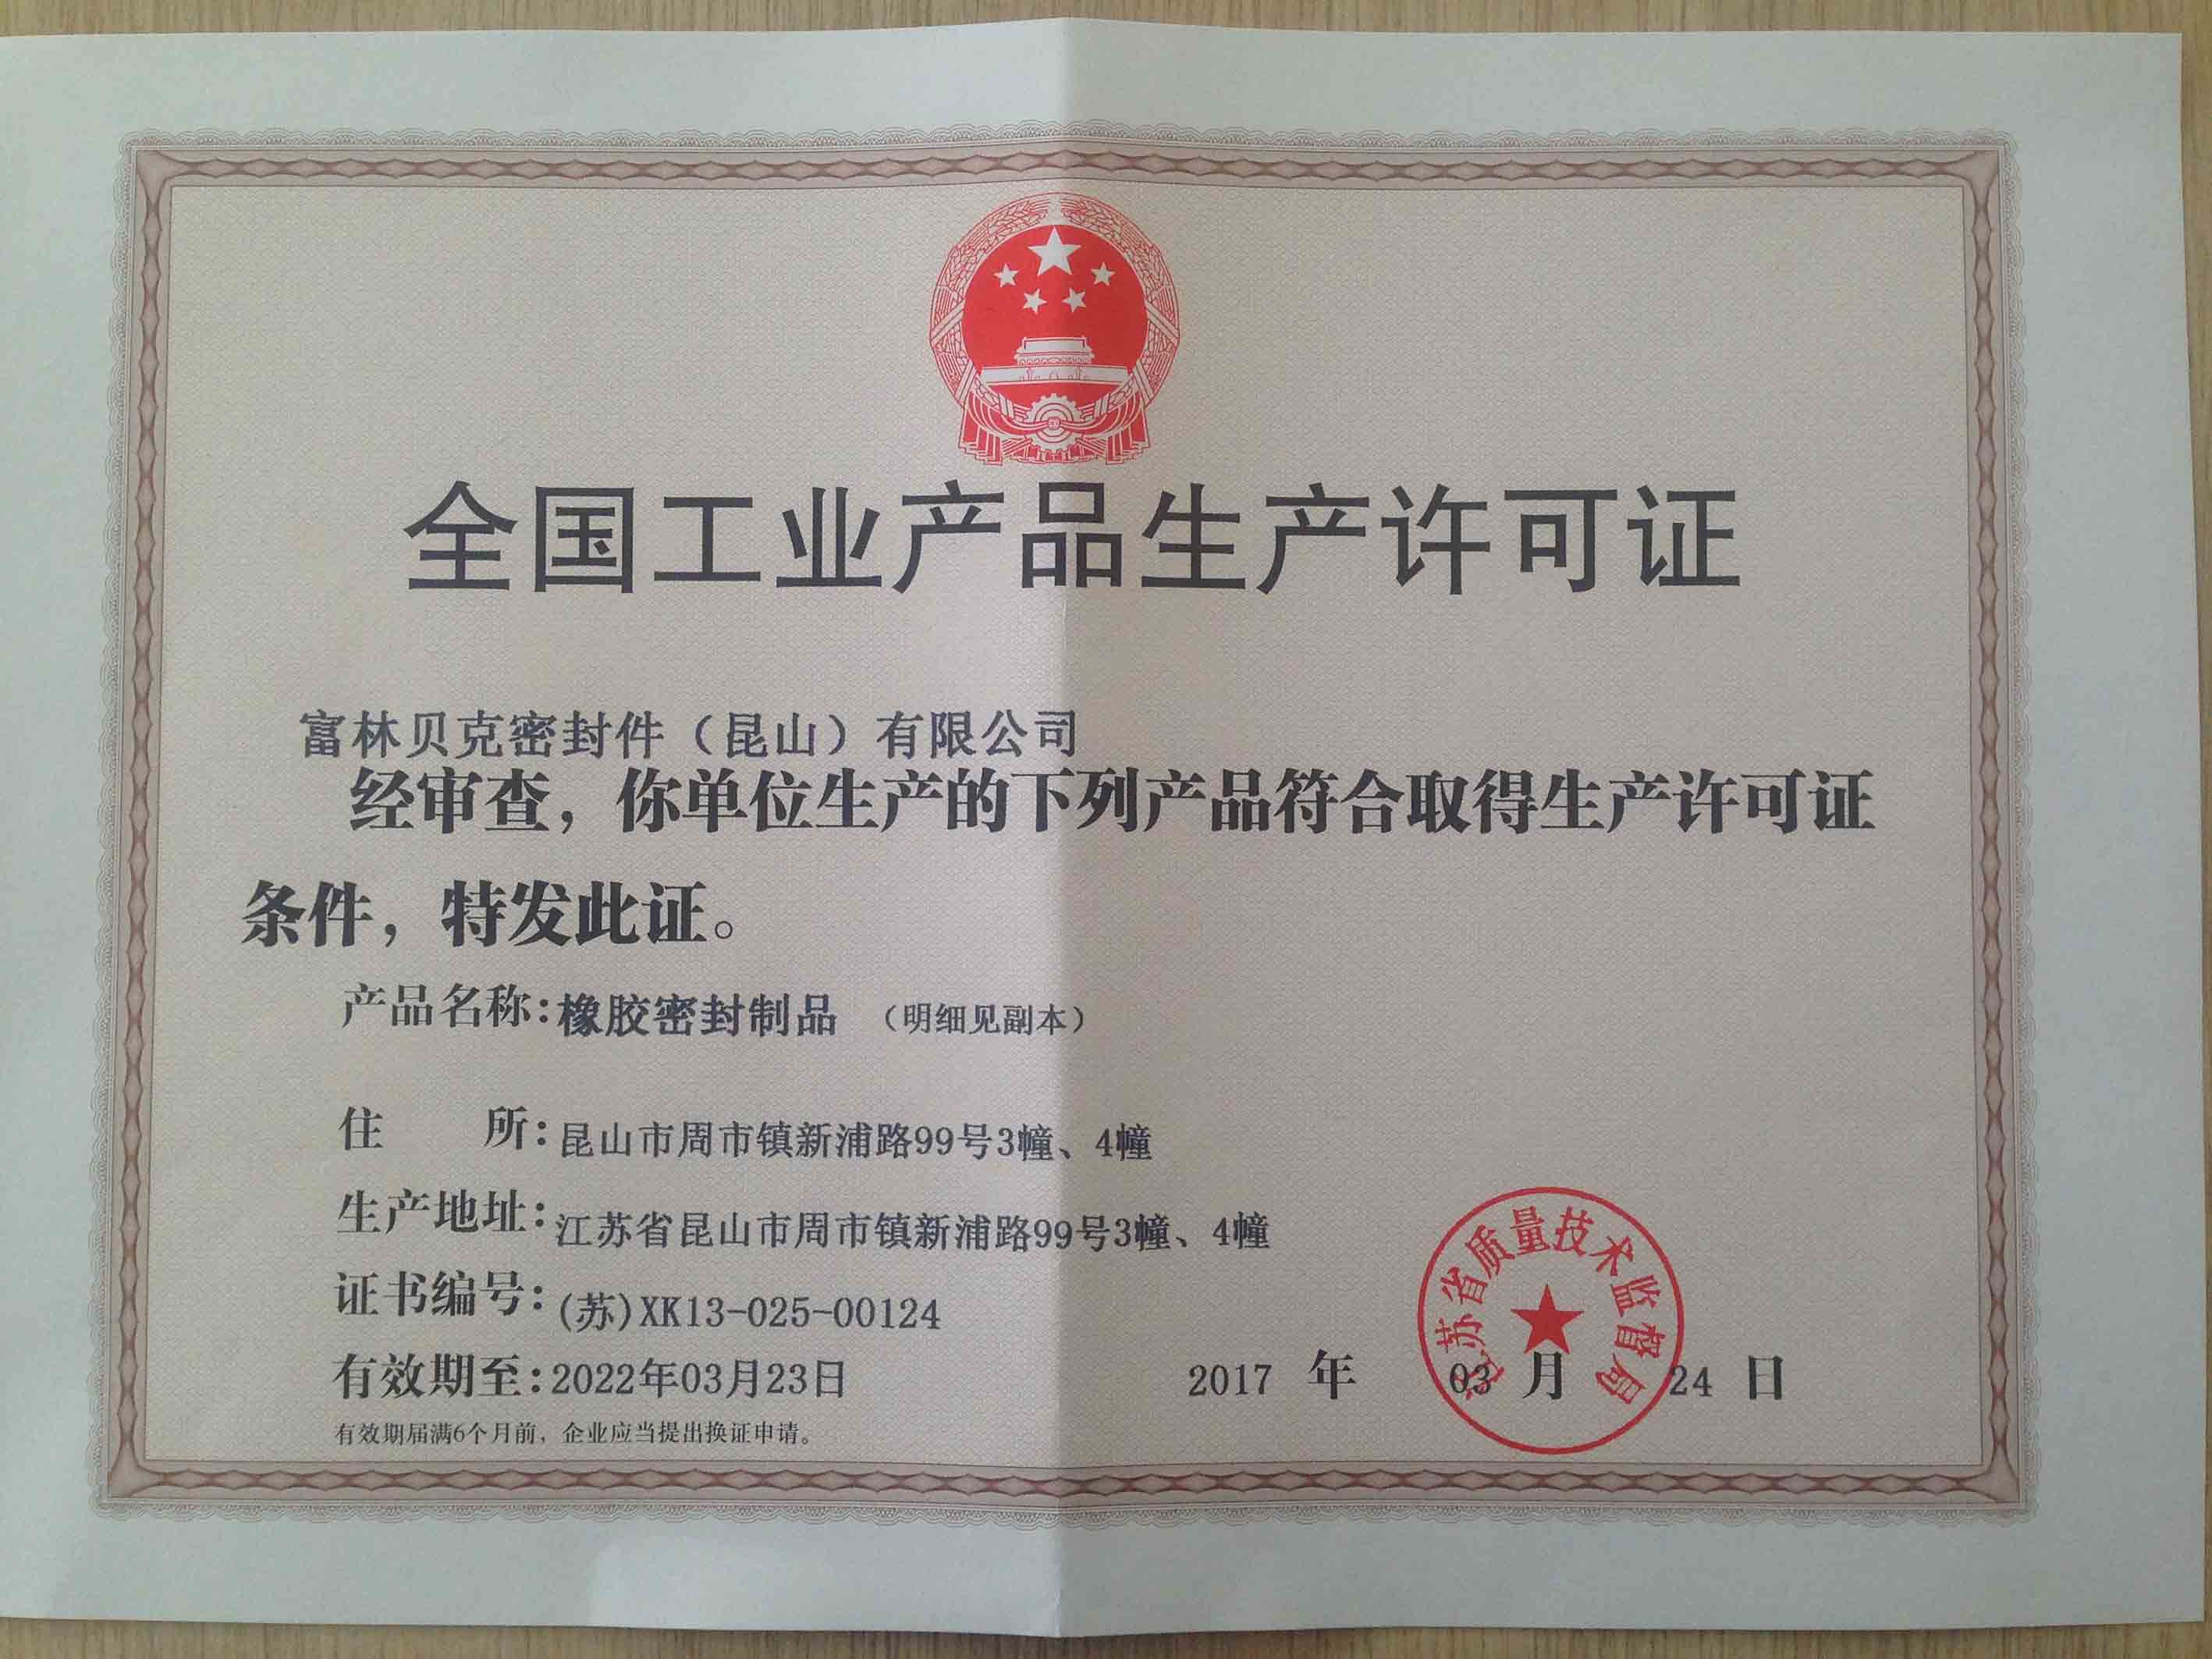 全国工业产品生产许可证
富林贝克密封件（昆山）有限公司
经审查，你单位生产的下列产品符合取得生产许可证
条件，特发此证。
产品名称：橡胶密封制品 （明细见副本）
住 所：昆山市周市镇新浦路99号3幢、4幢
生产地址：江苏省昆山市周市镇新浦路99号3幢、4幢
证书编号：(苏)XK13-025-00124
有效期至：2022年03月23日
2017 年 03 月 24 日
江苏省质量技术监督局
有效期届满6个月前，企业应当提出换证申请。